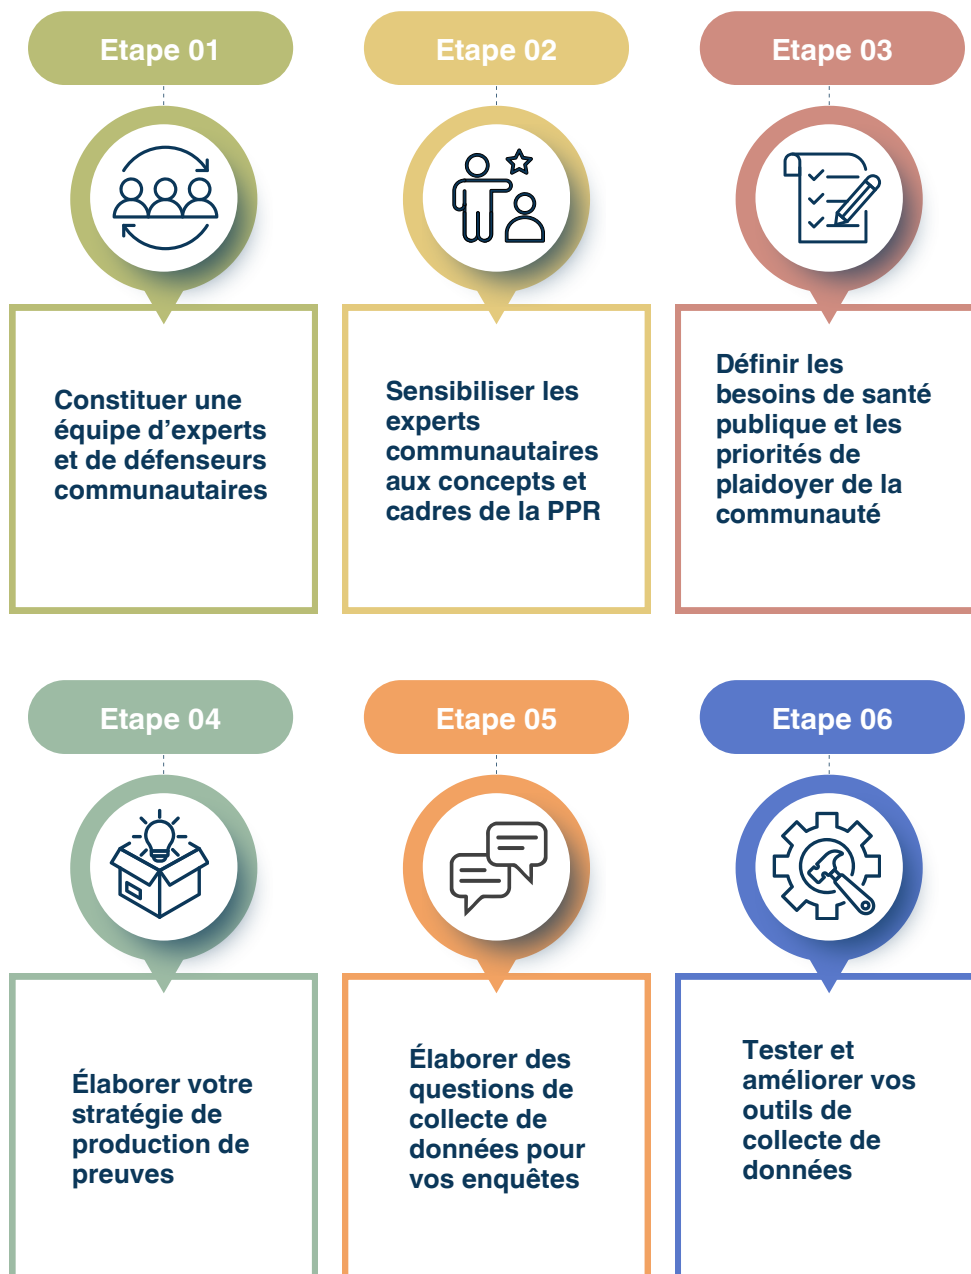 Etape 01
Etape 02
Etape 03
Constituer une
équipe d’experts
et de défenseurs
communautaires
Sensibiliser les
experts
communautaires
aux concepts et
cadres de la PPR
Définir les
besoins de santé
publique et les
priorités de
plaidoyer de la
communauté
Etape 04
Etape 05
Etape 06
Élaborer votre
stratégie de
production de
preuves
Élaborer des
questions de
collecte de
données pour
vos enquêtes
Tester et
améliorer vos
outils de
collecte de
données